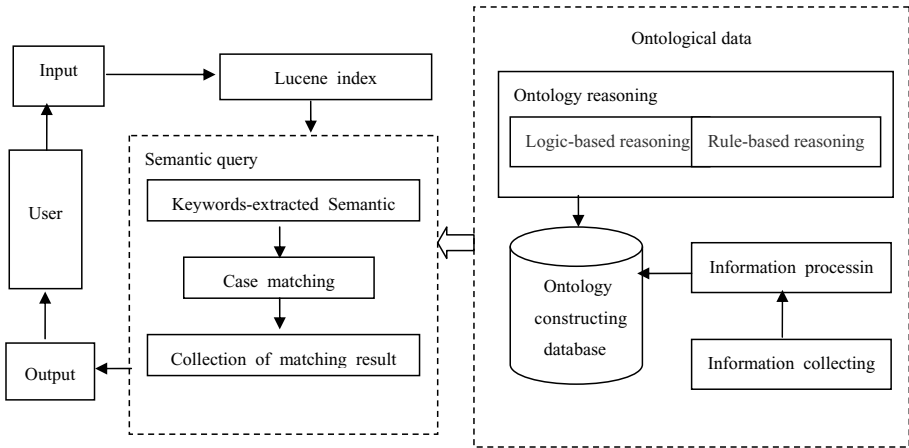 Input
Lucene index
User
Output
Semantic query
Keywords-extracted Semantic
Case matching
Collection of matching result
Ontological data
Ontology reasoning
Logic-based reasoning
Rule-based reasoning
Ontology
constructing
database
Information processin
Information collecting